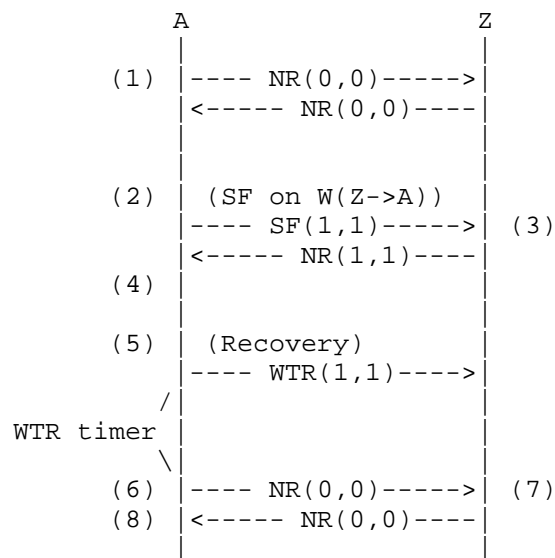 A                   Z
|                   |
(1) |---- NR(0,0)----->|
|<----- NR(0,0)----|
|                   |
|                   |
(2) | (SF on W(Z->A))   |
|---- SF(1,1)----->| (3)
|<----- NR(1,1)----|
(4) |                   |
|                   |
(5) | (Recovery)        |
|---- WTR(1,1)---->|
/|                   |
WTR timer |                   |
\|                   |
(6) |---- NR(0,0)----->| (7)
(8) |<----- NR(0,0)----|
|                   |